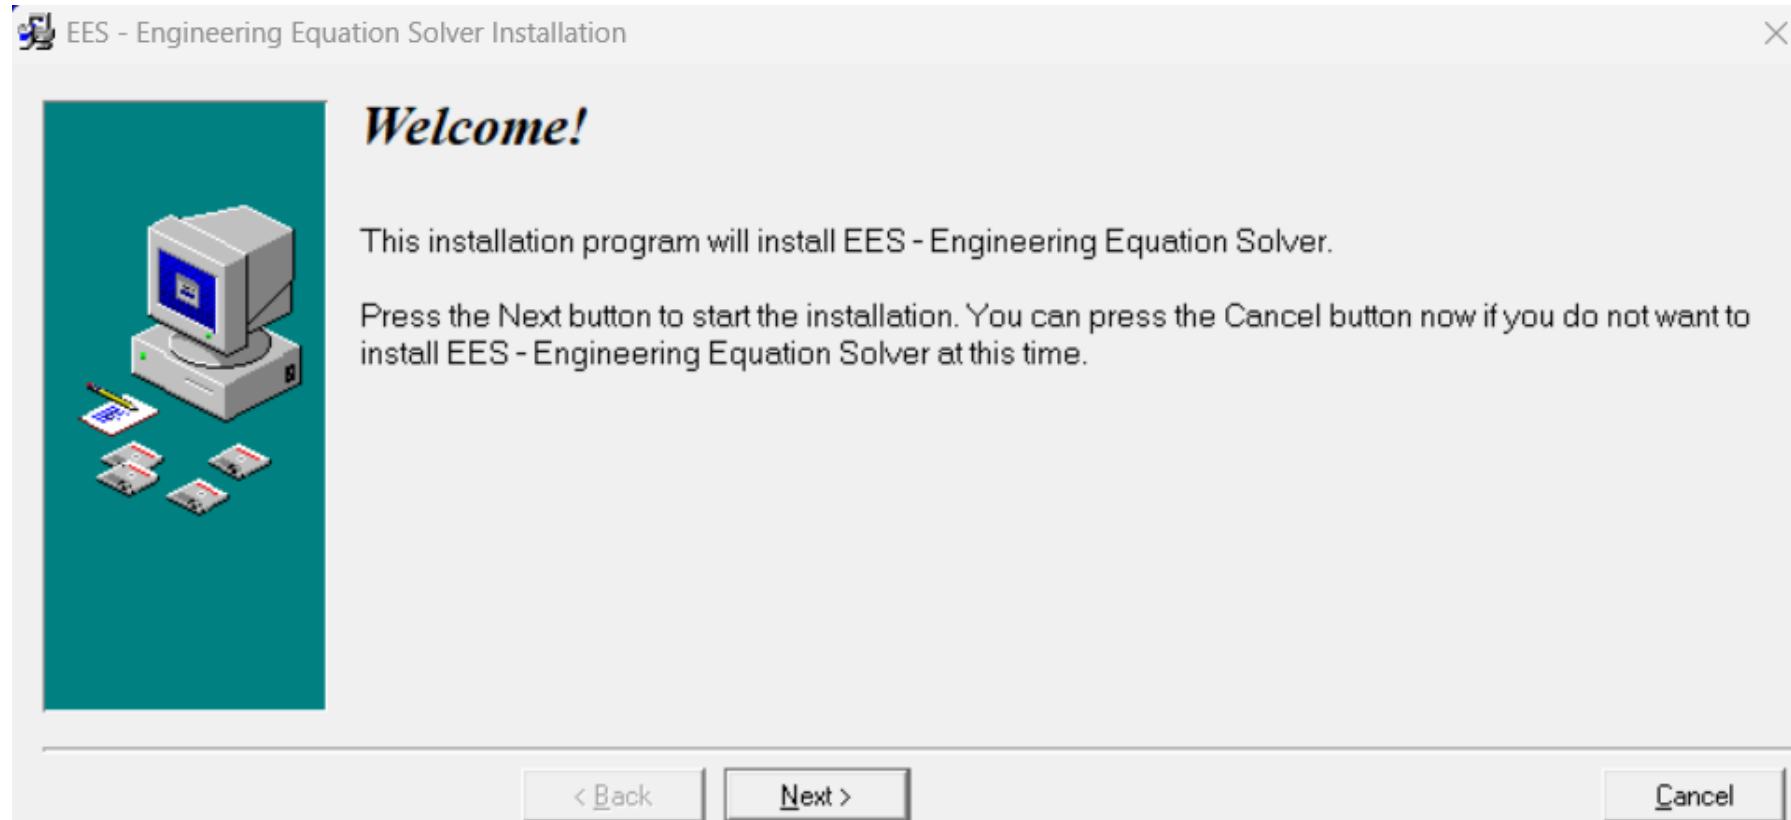 EES - Engineering Equation Solver Installation
Welcome!
This installation program will install EES - Engineering Equation Solver.
Press the Next button to start the installation. You can press the Cancel button now if you do not want to
install EES - Engineering Equation Solver at this time.
< Back
Next >
Cancel